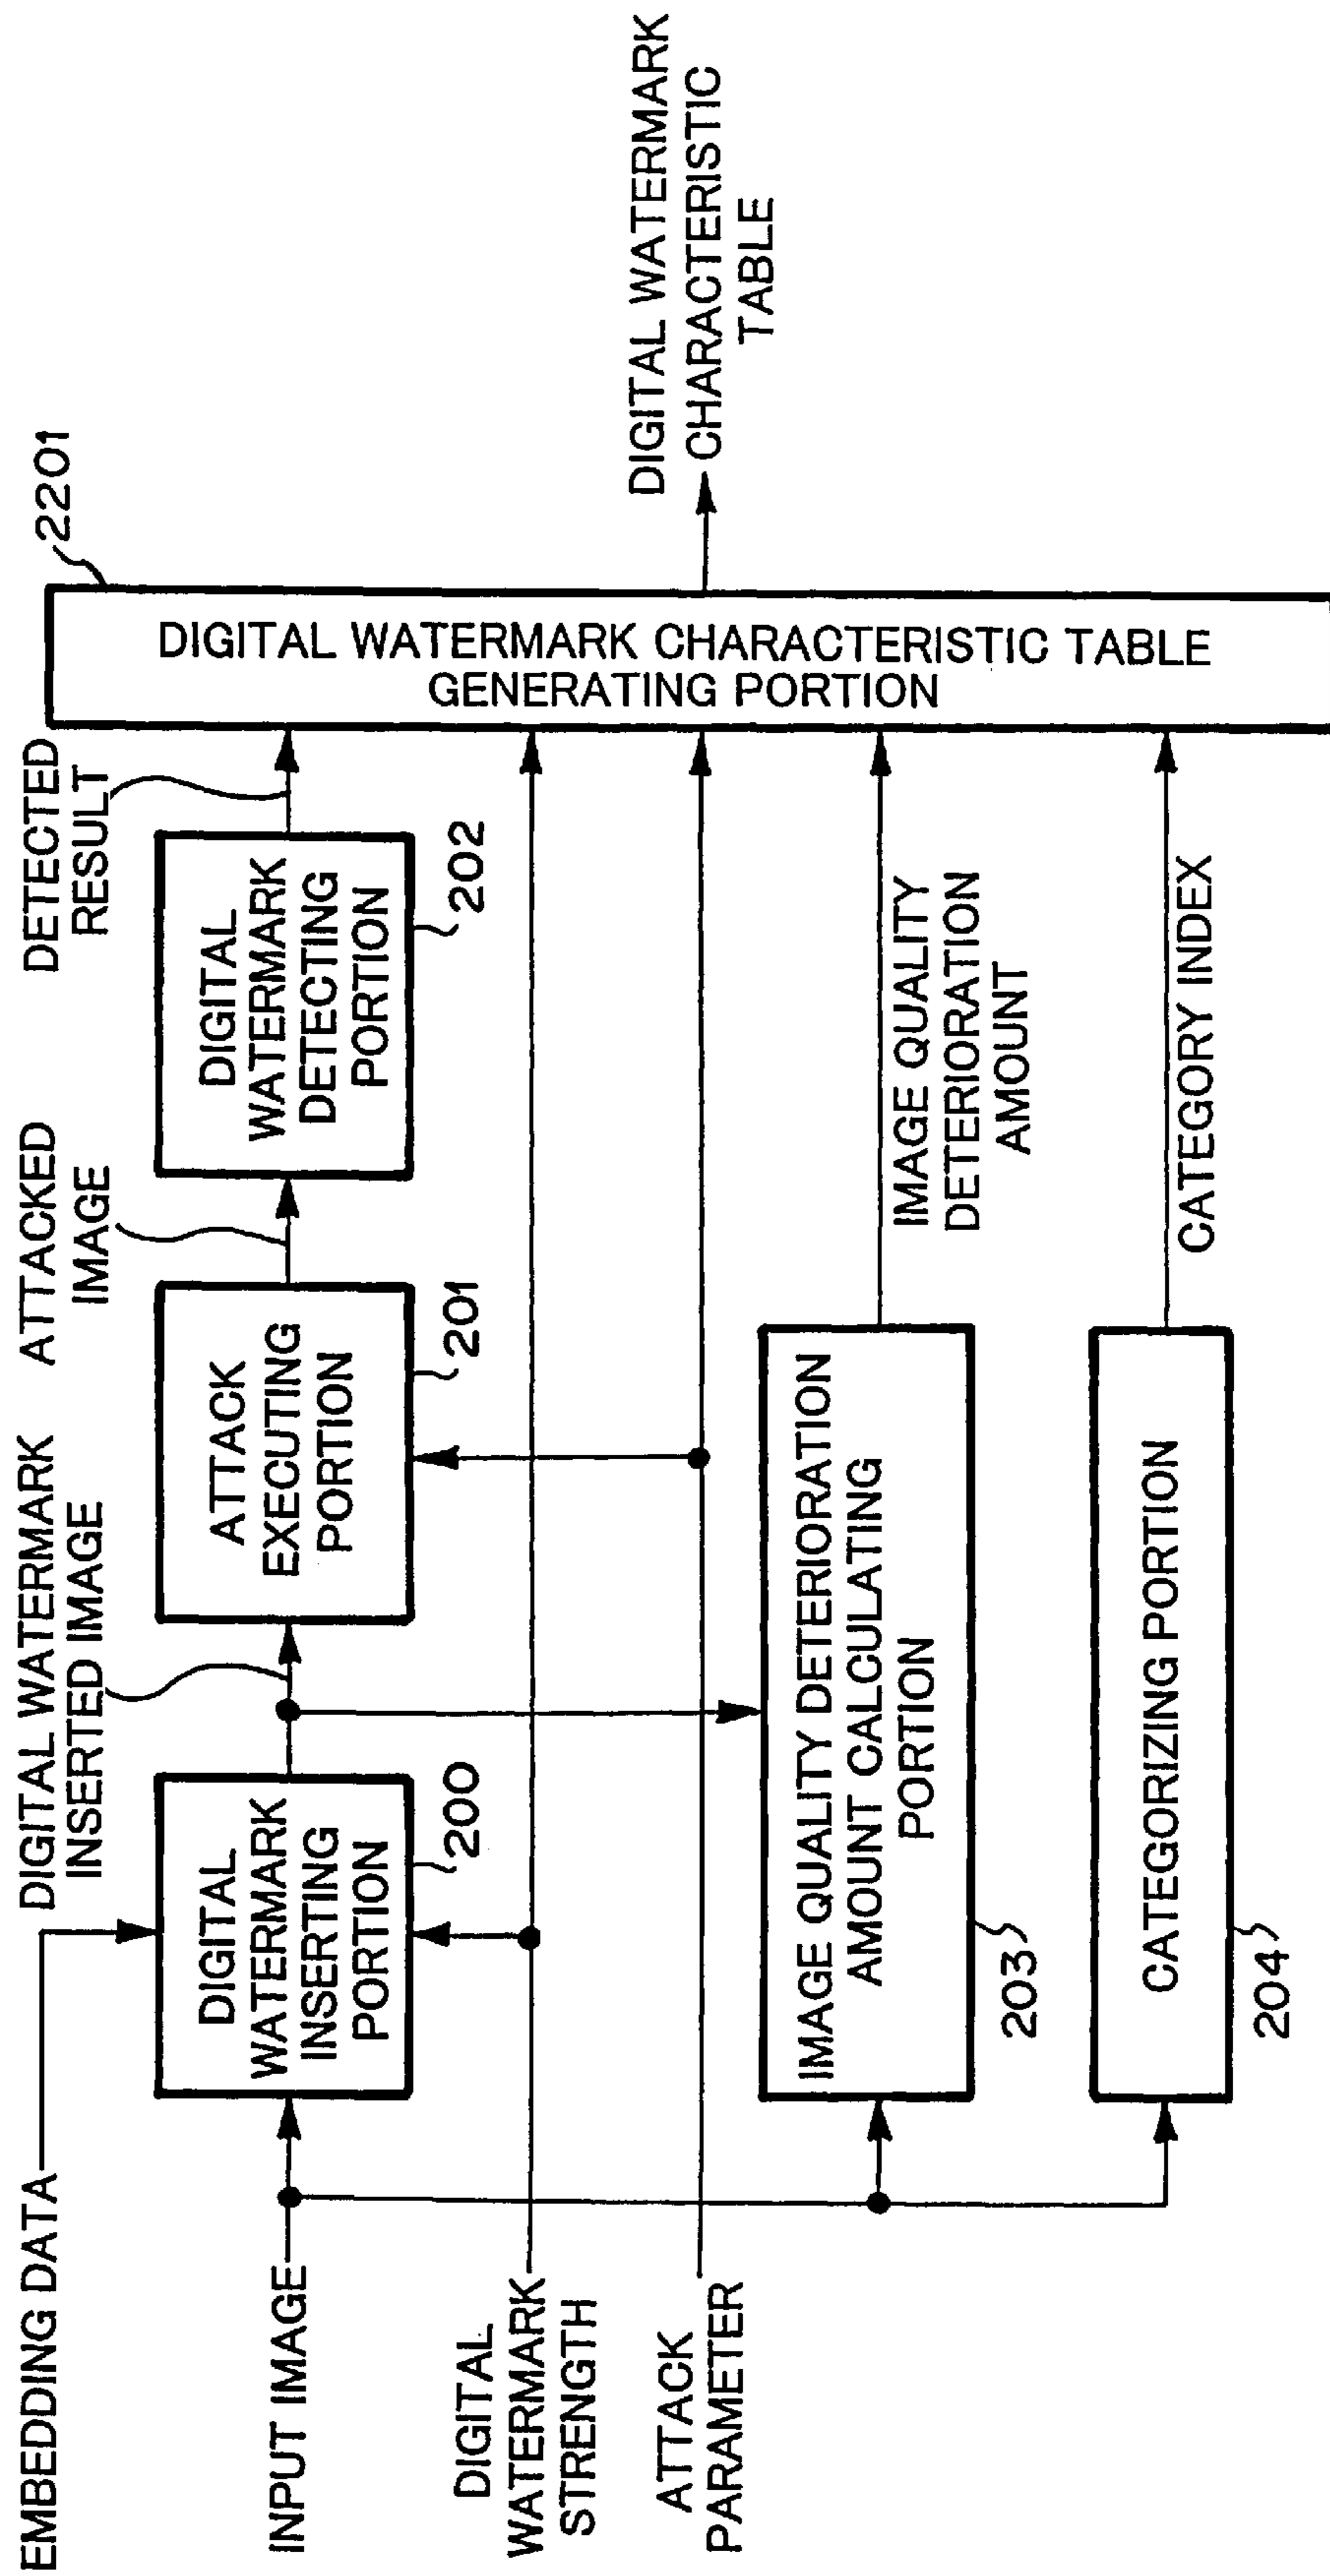 EMBEDDING DATA
INPUT IMAGE
DIGITAL
WATERMARK
STRENGTH
ATTACK
PARAMETER
DIGITAL
WATERMARK
INSERTING
PORTION
200
DIGITAL WATERMARK
INSERTED IMAGE
ATTACK
EXECUTING
PORTION
201
ATTACKED
IMAGE
DIGITAL
WATERMARK
DETECTING
PORTION
202
DETECTED
RESULT
IMAGE QUALITY DETERIORATION
AMOUNT CALCULATING
PORTION
203
IMAGE QUALITY
DETERIORATION
AMOUNT
CATEGORIZING PORTION
204
CATEGORY INDEX
DIGITAL WATERMARK CHARACTERISTIC TABLE
GENERATING PORTION
2201
DIGITAL WATERMARK
CHARACTERISTIC
TABLE